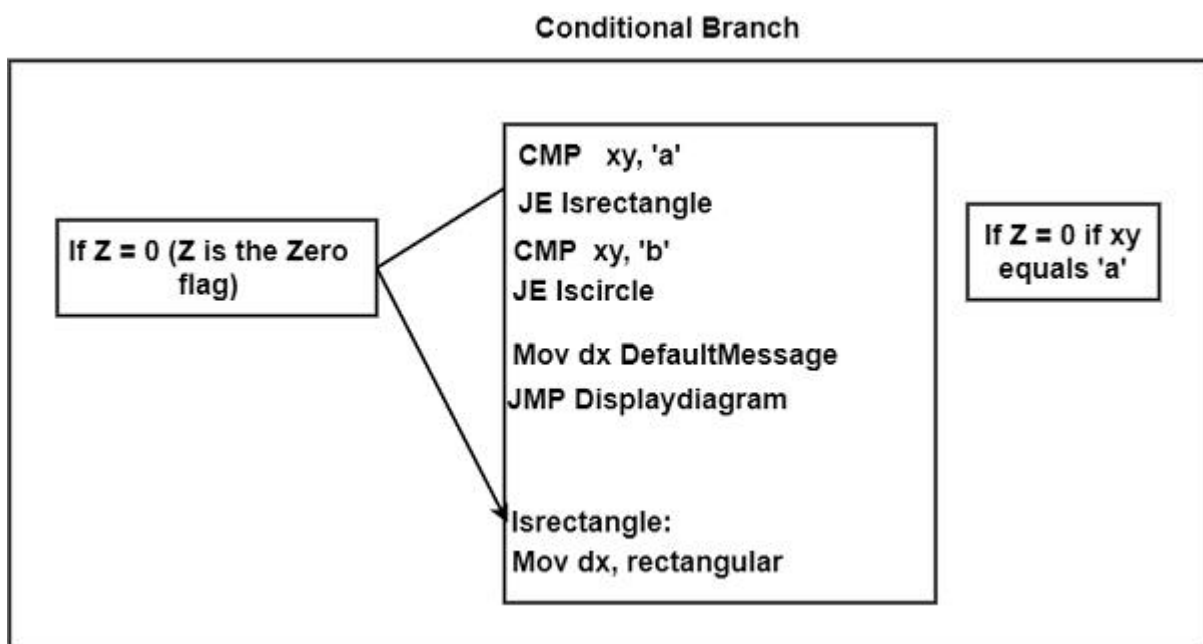 Conditional Branch
If Z = 0 (Z is the Zero
flag)
CMP xy, 'a'
JE Isrectangle
CMP xy, 'b'
JE Iscircle
Mov dx DefaultMessage
JMP Displaydiagram
Isrectangle:
Mov dx, rectangular
If Z = 0 if xy
equals 'a'